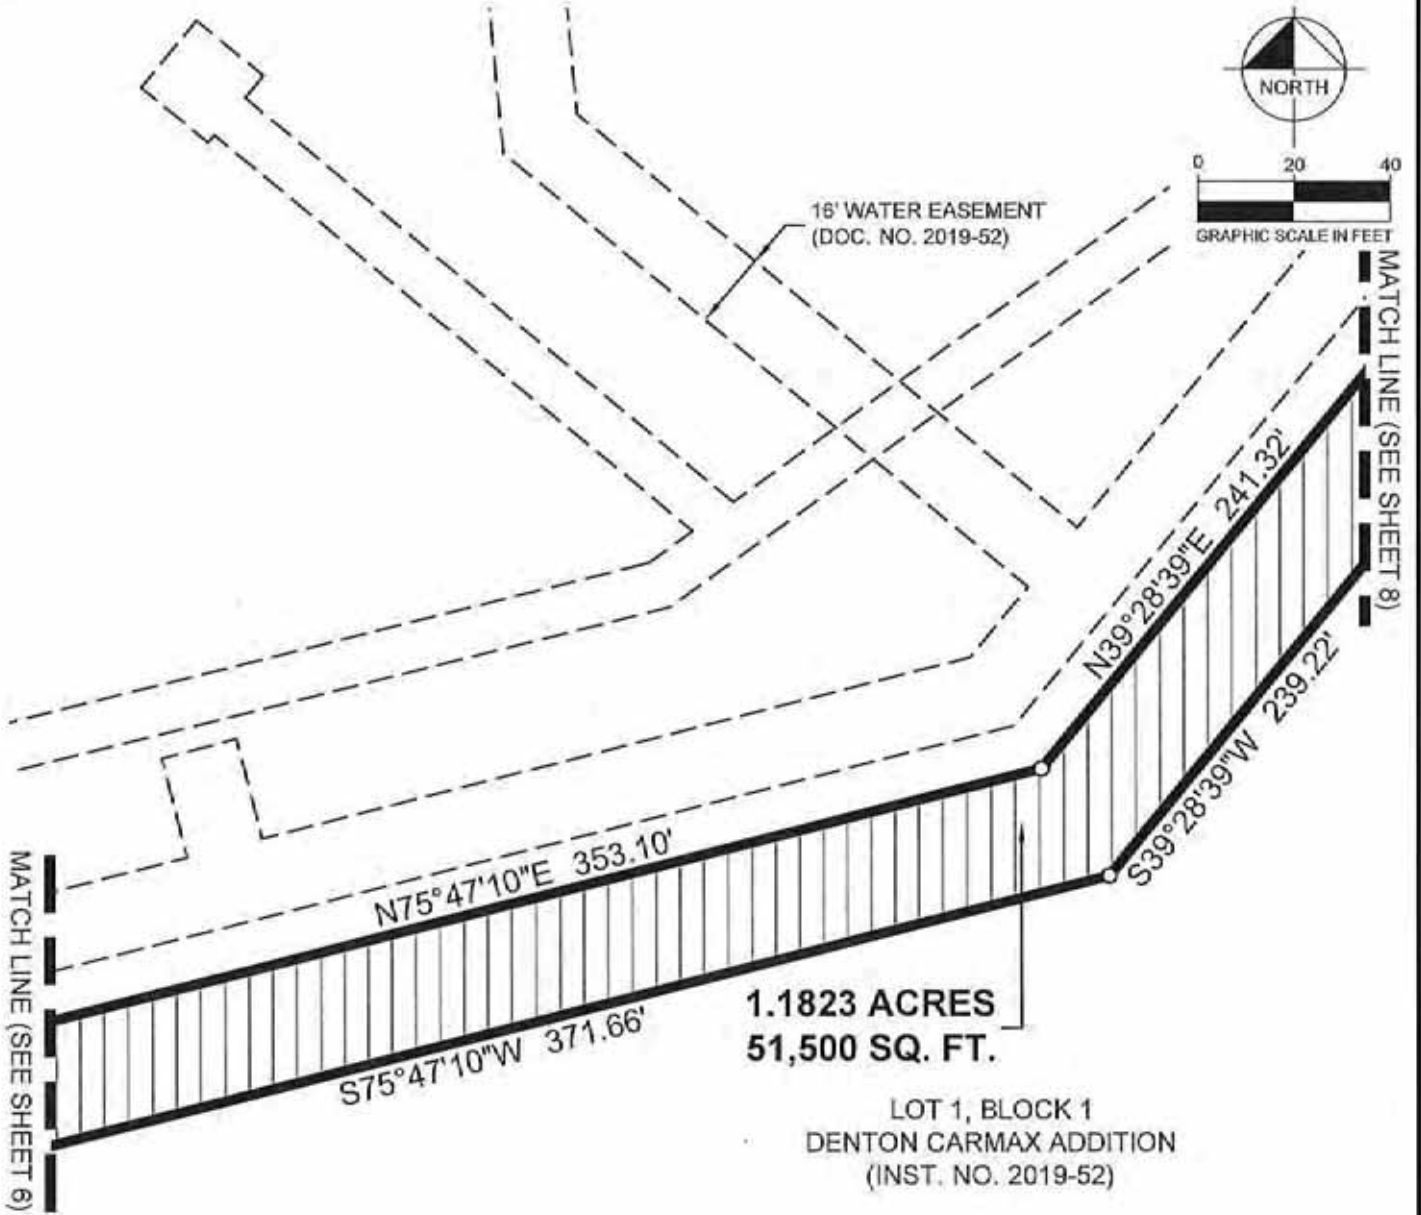 NORTH
0 20 40
GRAPHIC SCALE IN FEET
16' WATER EASEMENT
(DOC. NO. 2019-52)
MATCH LINE (SEE SHEET 8)
N39°28'39"E 241.32'
S39°28'39"W 239.22'
N75°47'10"E 353.10'
S75°47'10"W 371.66'
MATCH LINE (SEE SHEET 6)
1.1823 ACRES
51,500 SQ. FT.
LOT 1, BLOCK 1
DENTON CARMAX ADDITION
(INST. NO. 2019-52)